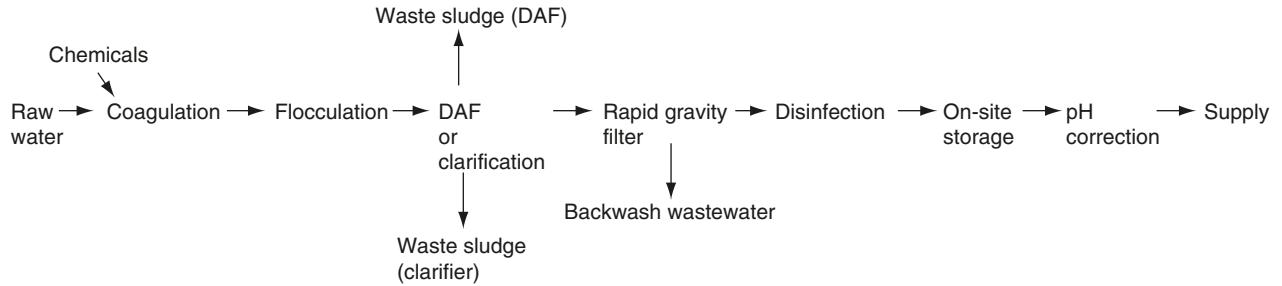 Waste sludge (DAF)
Chemicals
Raw
water
Coagulation
Flocculation
DAF
or
clarification
Rapid gravity
filter
Disinfection
On-site
storage
pH
correction
Supply
Backwash wastewater
Waste sludge
(clarifier)